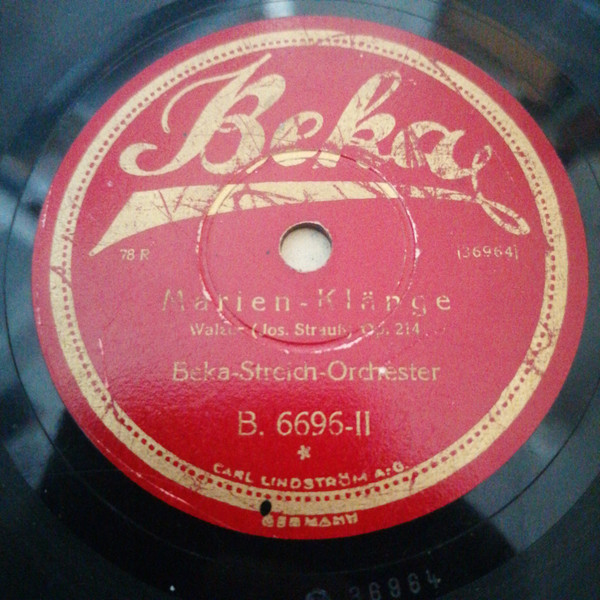 Beka
78 R
[36964]
Marien-Klänge
Walzer (Jos. Strauß) Op. 214
Beka-Streich-Orchester
B. 6696-II
*
CARL LINDSTRÖM A.G.
GERMANY
36964